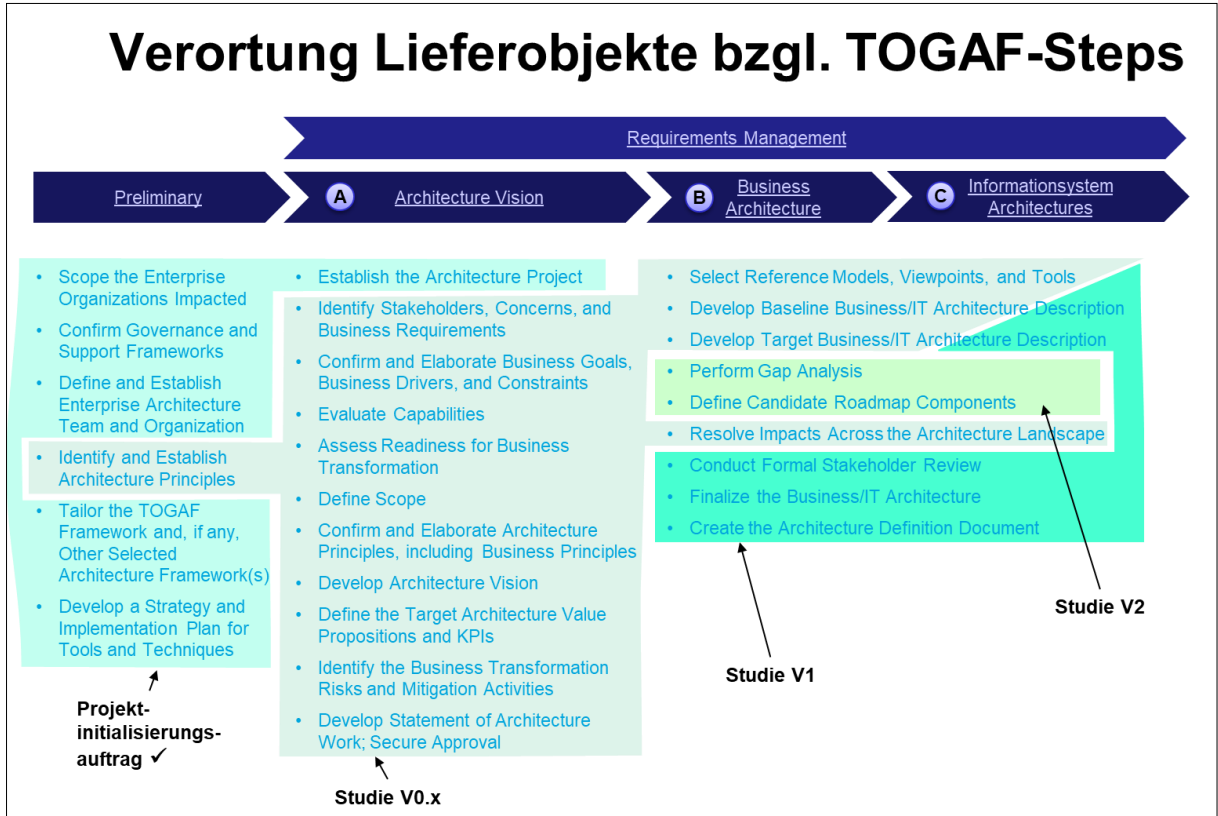 Verortung Lieferobjekte bzgl. TOGAF-Steps
Requirements Management
Preliminary
A
Architecture Vision
B
Business
Architecture
C
Informationsystem
Architectures
• Scope the Enterprise
Organizations Impacted
• Confirm Governance and
Support Frameworks
• Define and Establish
Enterprise Architecture
Team and Organization
• Identify and Establish
Architecture Principles
• Tailor the TOGAF
Framework and, if any,
Other Selected
Architecture Framework(s)
• Develop a Strategy and
Implementation Plan for
Tools and Techniques
Projekt-
initialisierungs-
auftrag ✓
• Establish the Architecture Project
• Identify Stakeholders, Concerns, and
Business Requirements
• Confirm and Elaborate Business Goals,
Business Drivers, and Constraints
• Evaluate Capabilities
• Assess Readiness for Business
Transformation
• Define Scope
• Confirm and Elaborate Architecture
Principles, including Business Principles
• Develop Architecture Vision
• Define the Target Architecture Value
Propositions and KPIs
• Identify the Business Transformation
Risks and Mitigation Activities
• Develop Statement of Architecture
Work; Secure Approval
Studie V0.x
• Select Reference Models, Viewpoints, and Tools
• Develop Baseline Business/IT Architecture Description
• Develop Target Business/IT Architecture Description
• Perform Gap Analysis
• Define Candidate Roadmap Components
• Resolve Impacts Across the Architecture Landscape
• Conduct Formal Stakeholder Review
• Finalize the Business/IT Architecture
• Create the Architecture Definition Document
Studie V2
Studie V1